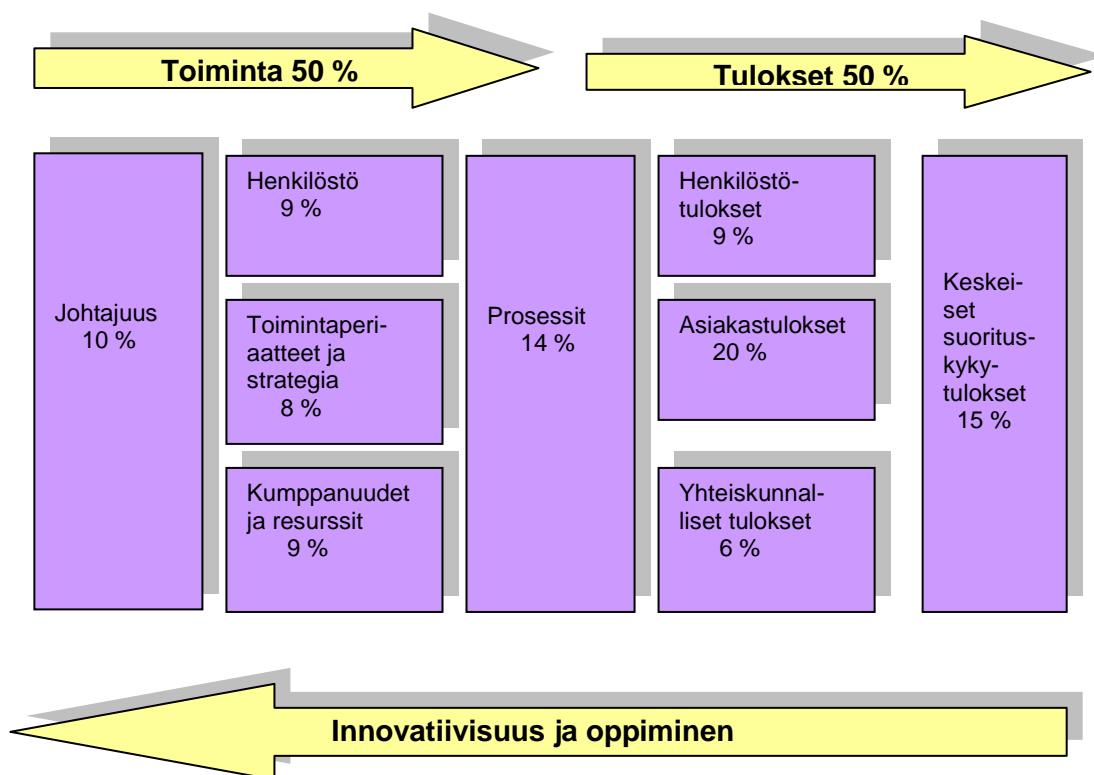 Toiminta 50 %
Tulokset 50 %
Johtajuus
10 %
Henkilöstö
9 %
Toimintaperi-
aatteet ja
strategia
8 %
Kumppanuudet
ja resurssit
9 %
Prosessit
14 %
Henkilöstö-
tulokset
9 %
Asiakastulokset
20 %
Yhteiskunnal-
liset tulokset
6 %
Keskei-
set
suoritus-
kyky-
tulokset
15 %
Innovatiivisuus ja oppiminen